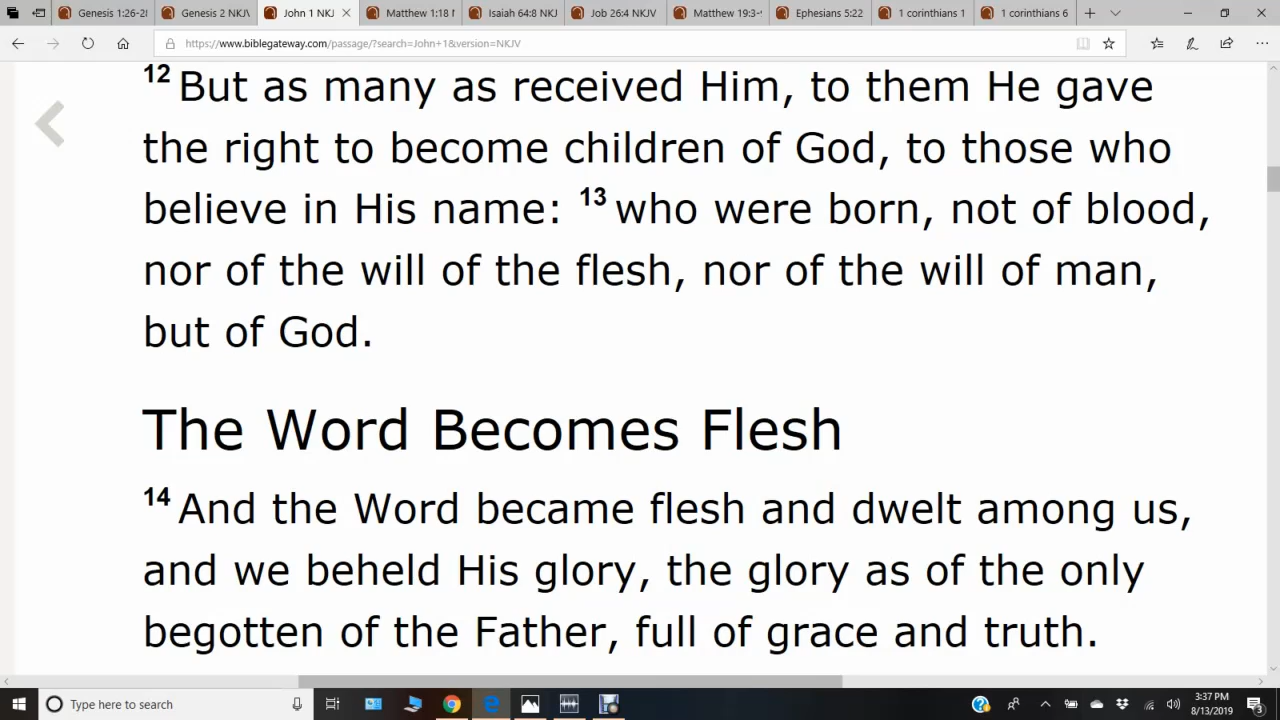 Genesis 1:26-2
Genesis 2 NKJV
John 1 NKJ
Matthew 1:18 N
Isaiah 64:8 NKJ
Job 26:4 NKJV
Matthew 19:3-
Ephesians 5:22
1 corinthians 1
1 corinthians 6
https://www.biblegateway.com/passage/?search=John+1&version=NKJV
12 But as many as received Him, to them He gave
the right to become children of God, to those who
believe in His name: 13 who were born, not of blood,
nor of the will of the flesh, nor of the will of man,
but of God.
The Word Becomes Flesh
14 And the Word became flesh and dwelt among us,
and we beheld His glory, the glory as of the only
begotten of the Father, full of grace and truth.
Type here to search
3:37 PM
8/13/2019
3